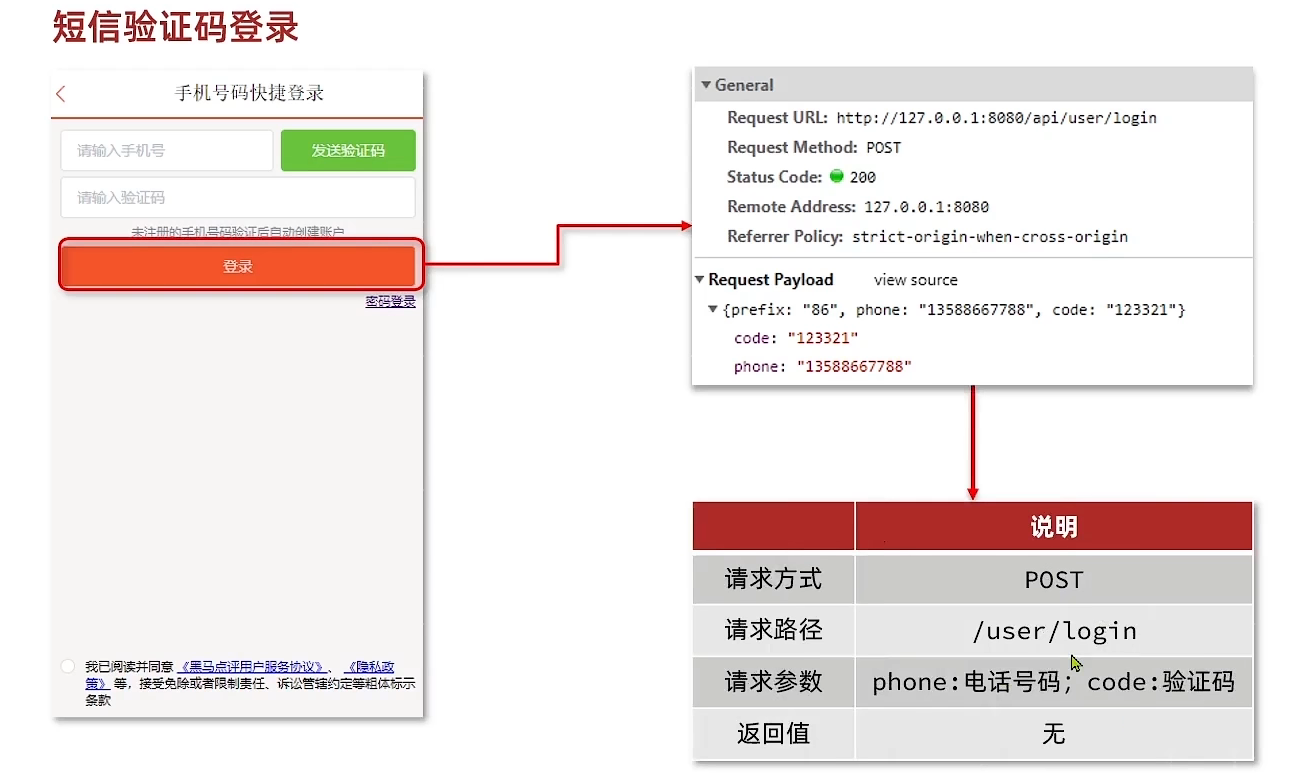 短信验证码登录
手机号码快捷登录
请输入手机号
发送验证码
请输入验证码
未注册的手机号码验证后自动创建账户
登录
密码登录
我已阅读并同意 《黑马点评用户服务协议》、 《隐私政
策》 等，接受免除或者限制责任、诉讼管辖约定等粗体标示
条款
General
Request URL: http://127.0.0.1:8080/api/user/login
Request Method: POST
Status Code: 200
Remote Address: 127.0.0.1:8080
Referrer Policy: strict-origin-when-cross-origin
Request Payload view source
{prefix: "86", phone: "13588667788", code: "123321"}
code: "123321"
phone: "13588667788"
说明
请求方式 POST
请求路径 /user/login
请求参数 phone:电话号码；code:验证码
返回值 无